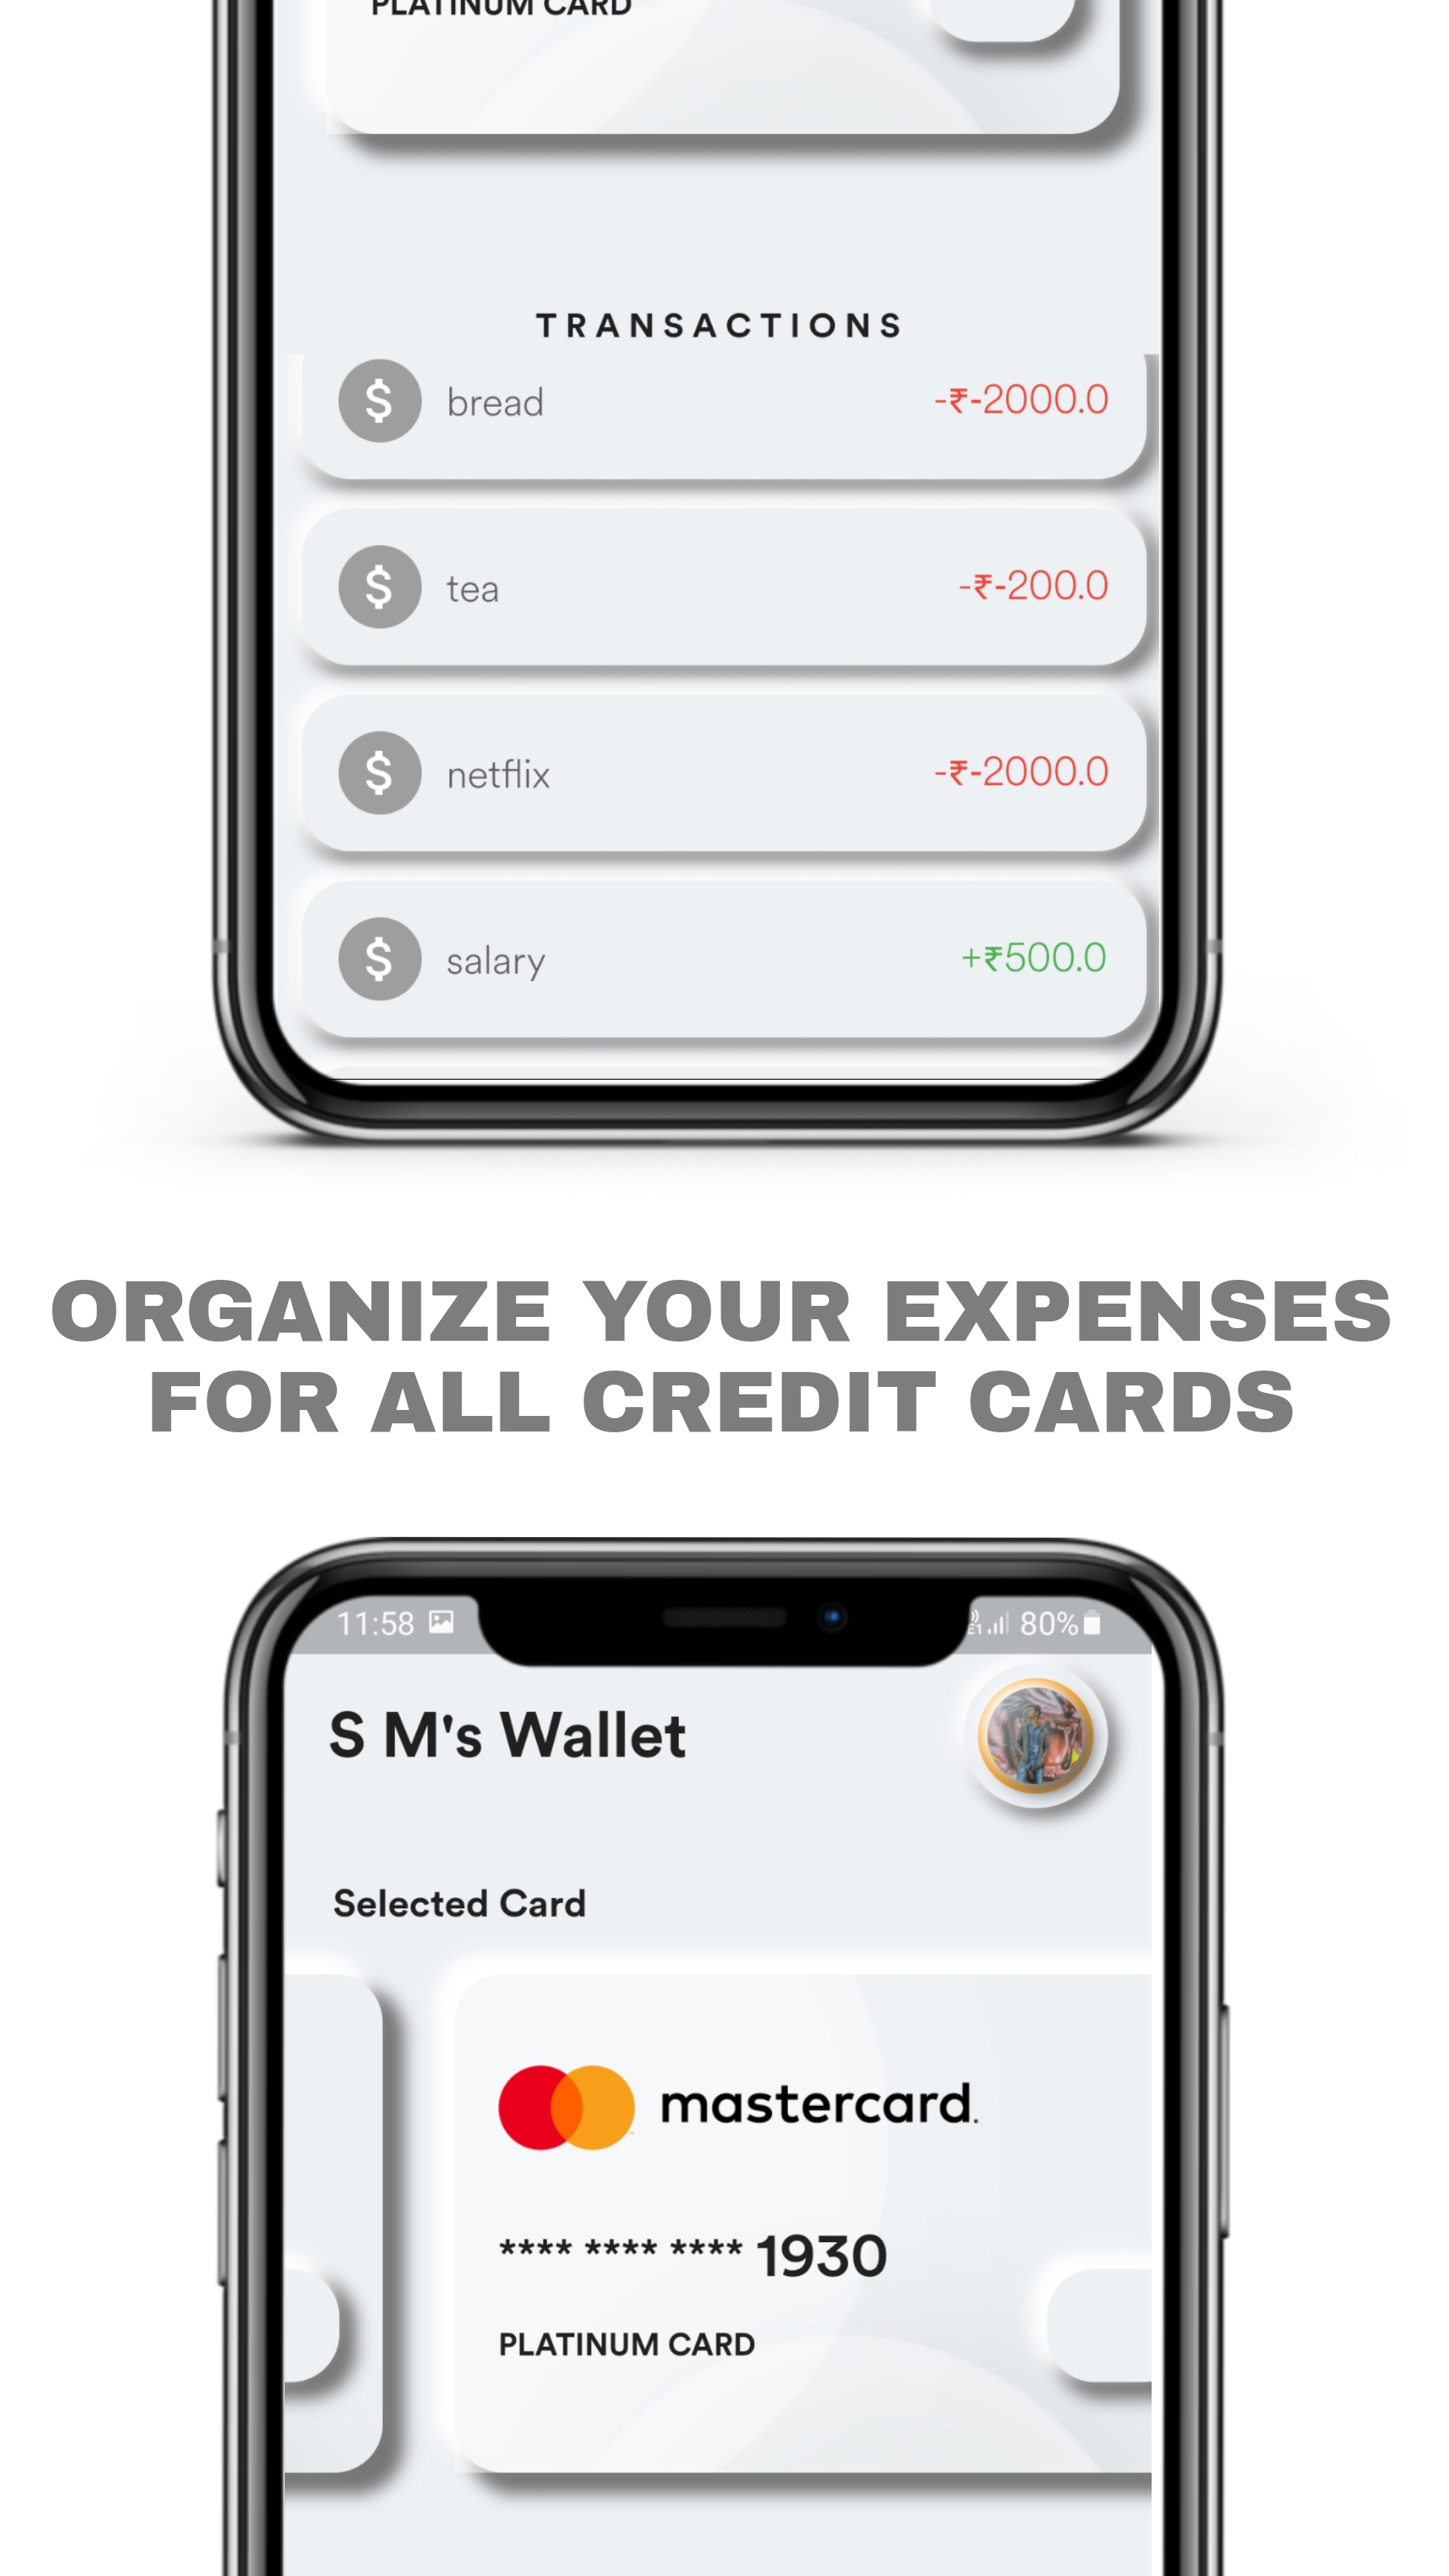 PLATINUM CARD
TRANSACTIONS
$ bread -₹-2000.0
$ tea -₹-200.0
$ netflix -₹-2000.0
$ salary +₹500.0
ORGANIZE YOUR EXPENSES
FOR ALL CREDIT CARDS
11:58 80%
S M's Wallet
Selected Card
mastercard.
**** **** **** 1930
PLATINUM CARD